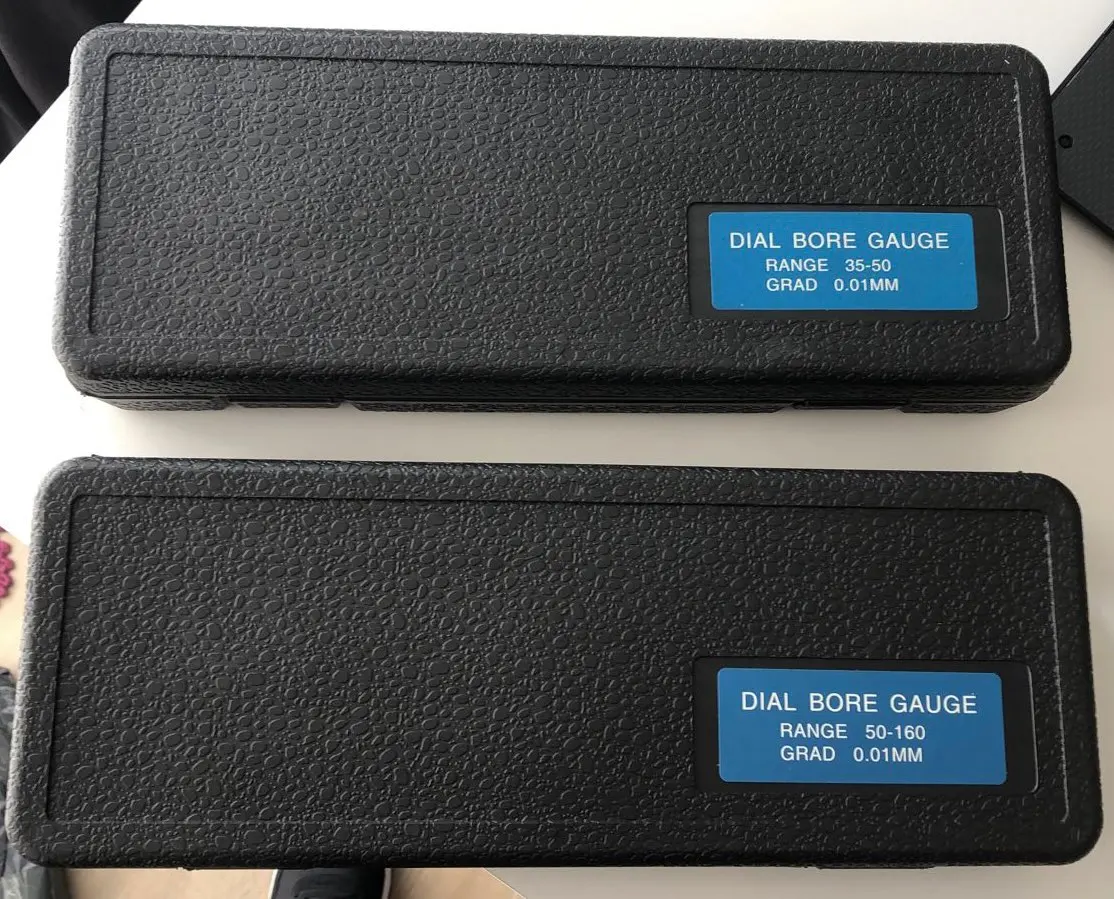 DIAL BORE GAUGE
RANGE 35-50
GRAD 0.01MM
DIAL BORE GAUGE
RANGE 50-160
GRAD 0.01MM